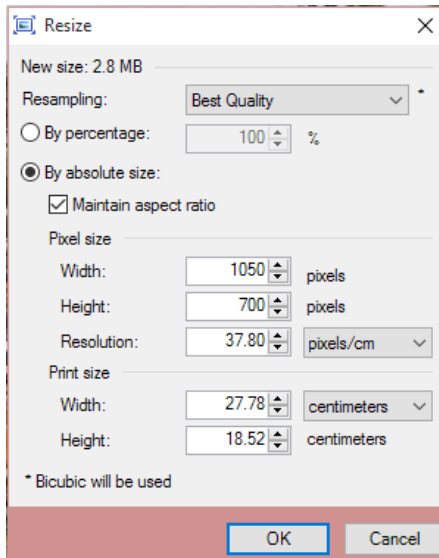 Resize
New size: 2.8 MB
Resampling: Best Quality *
By percentage: 100 %
By absolute size:
Maintain aspect ratio
Pixel size
Width: 1050 pixels
Height: 700 pixels
Resolution: 37.80 pixels/cm
Print size
Width: 27.78 centimeters
Height: 18.52 centimeters
* Bicubic will be used
OK Cancel